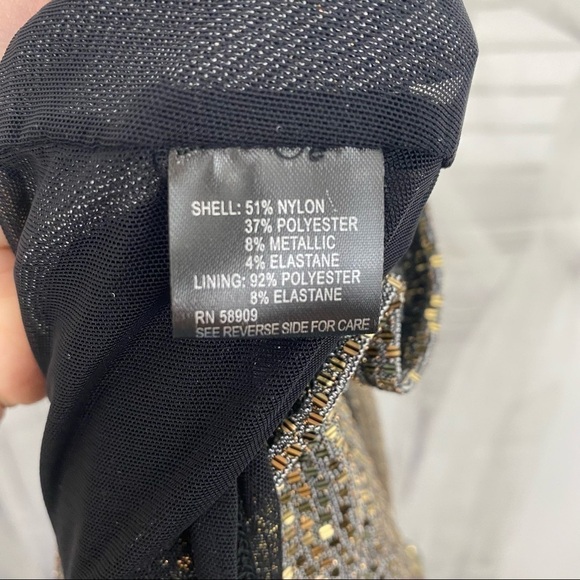 SHELL: 51% NYLON
37% POLYESTER
8% METALLIC
4% ELASTANE
LINING: 92% POLYESTER
8% ELASTANE
RN 58909
SEE REVERSE SIDE FOR CARE